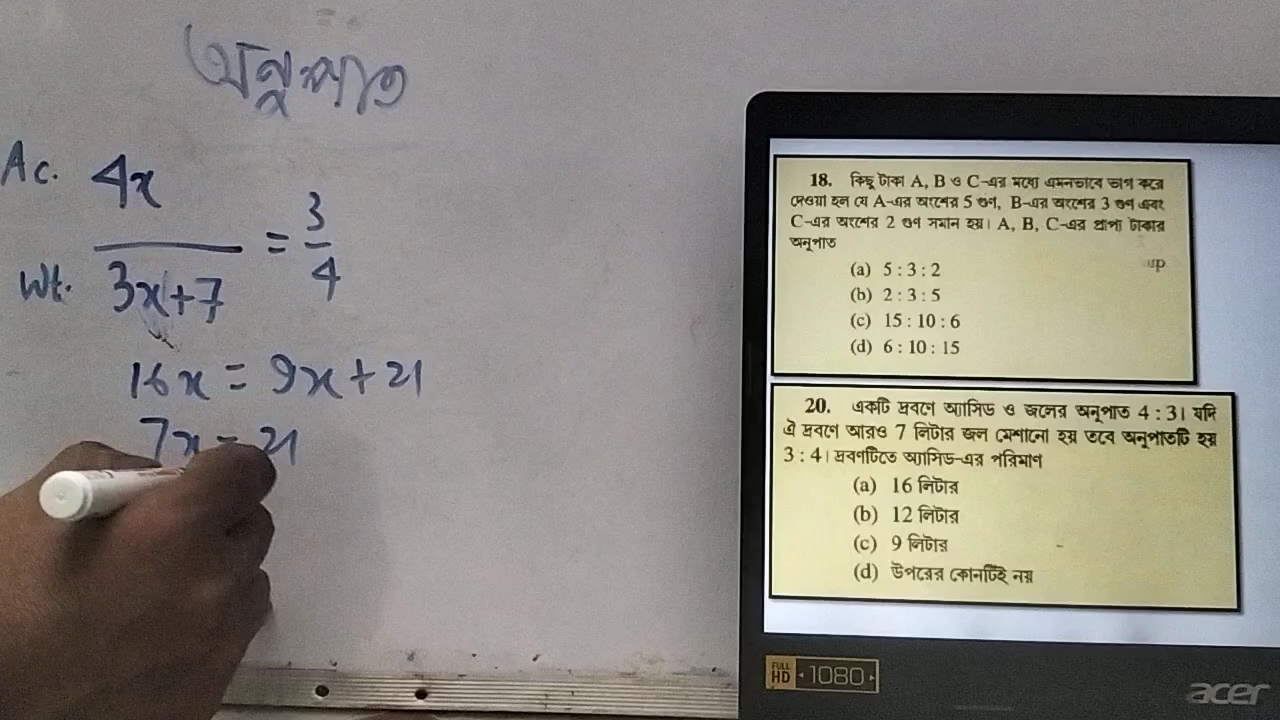 অনুপাত
Ac. 4x
= 3/4
Wt. 3x+7
16x = 9x + 21
7x = 21
18. কিছু টাকা A, B ও C-এর মধ্যে এমনভাবে ভাগ করে
দেওয়া হল যে A-এর অংশের 5 গুণ, B-এর অংশের 3 গুণ এবং
C-এর অংশের 2 গুণ সমান হয়। A, B, C-এর প্রাপ্য টাকার
অনুপাত
up
(a) 5 : 3 : 2
(b) 2 : 3 : 5
(c) 15 : 10 : 6
(d) 6 : 10 : 15
20. একটি দ্রবণে অ্যাসিড ও জলের অনুপাত 4 : 3। যদি
ঐ দ্রবণে আরও 7 লিটার জল মেশানো হয় তবে অনুপাতটি হয়
3 : 4। দ্রবণটিতে অ্যাসিড-এর পরিমাণ
(a) 16 লিটার
(b) 12 লিটার
(c) 9 লিটার
(d) উপরের কোনটিই নয়
FULL HD 1080
acer